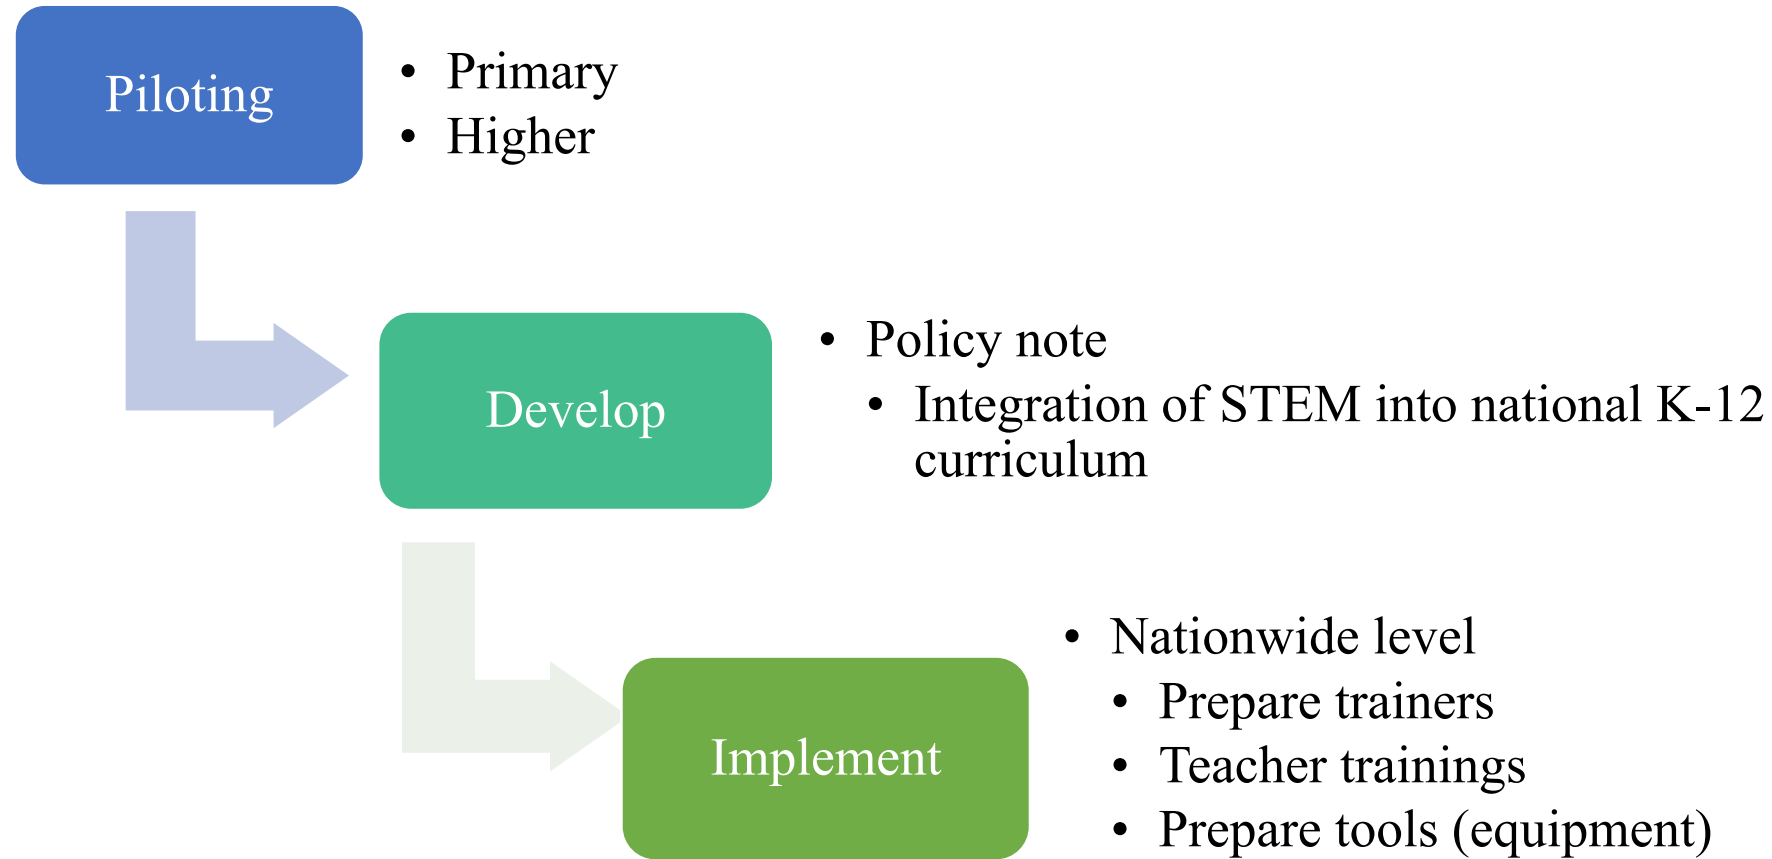 Piloting
• Primary
• Higher
Develop
• Policy note
• Integration of STEM into national K-12
curriculum
Implement
• Nationwide level
• Prepare trainers
• Teacher trainings
• Prepare tools (equipment)